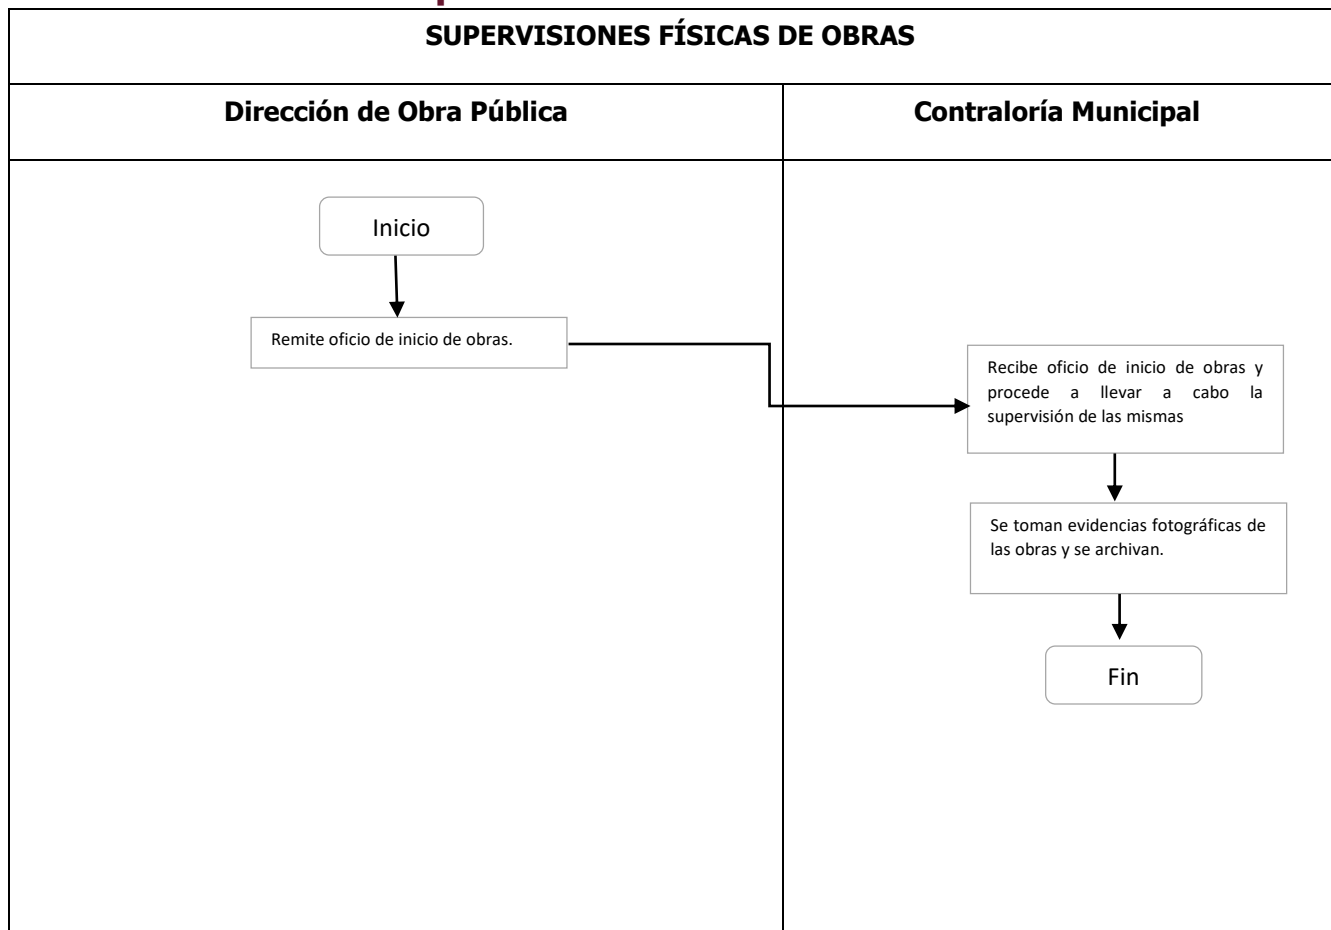 SUPERVISIONES FÍSICAS DE OBRAS
Dirección de Obra Pública
Contraloría Municipal
Inicio
Remite oficio de inicio de obras.
Recibe oficio de inicio de obras y
procede a llevar a cabo la
supervisión de las mismas
Se toman evidencias fotográficas de
las obras y se archivan.
Fin